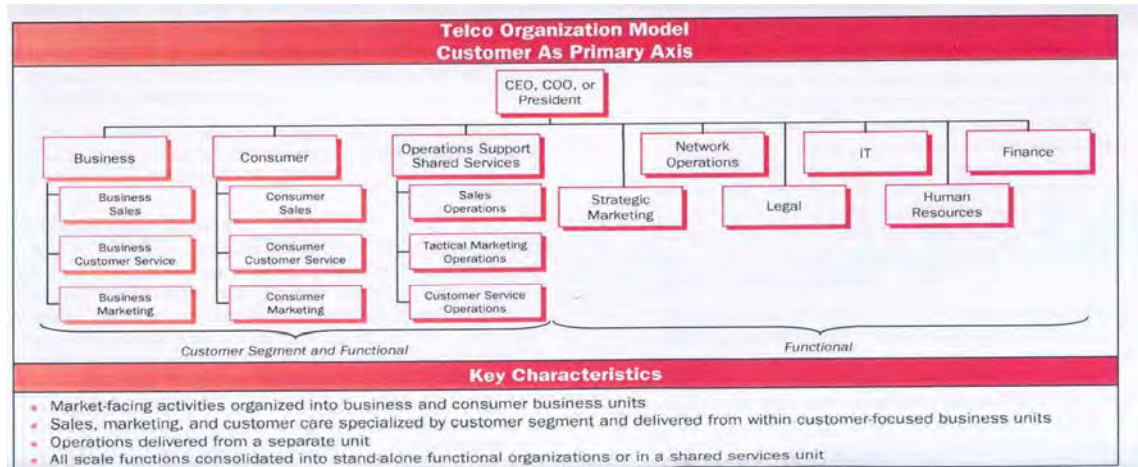 Telco Organization Model
Customer As Primary Axis
CEO, COO, or
President
Business
Consumer
Operations Support
Shared Services
Network
Operations
IT
Finance
Strategic
Marketing
Legal
Human
Resources
Business
Sales
Consumer
Sales
Sales
Operations
Business
Customer Service
Consumer
Customer Service
Tactical Marketing
Operations
Business
Marketing
Consumer
Marketing
Customer Service
Operations
Customer Segment and Functional
Functional
Key Characteristics
Market-facing activities organized into business and consumer business units
Sales, marketing, and customer care specialized by customer segment and delivered from within customer-focused business units
Operations delivered from a separate unit
All scale functions consolidated into stand-alone functional organizations or in a shared services unit